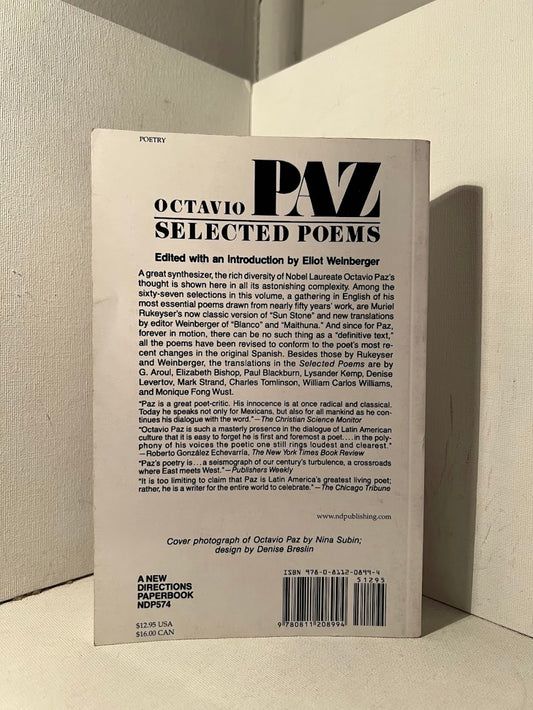 POETRY
OCTAVIO PAZ
SELECTED POEMS
Edited with an Introduction by Eliot Weinberger
A great synthesizer, the rich diversity of Nobel Laureate Octavio Paz's
thought is shown here in all its astonishing complexity. Among the
sixty-seven selections in this volume, a gathering in English of his
most essential poems drawn from nearly fifty years' work, are Muriel
Rukeyser's now classic version of "Sun Stone" and new translations
by editor Weinberger of "Blanco" and "Maithuna." And since for Paz,
forever in motion, there can be no such thing as a "definitive text,"
all the poems have been revised to conform to the poet's most re-
cent changes in the original Spanish. Besides those by Rukeyser
and Weinberger, the translations in the Selected Poems are by
G. Aroul, Elizabeth Bishop, Paul Blackburn, Lysander Kemp, Denise
Levertov, Mark Strand, Charles Tomlinson, William Carlos Williams,
and Monique Fong Wust.
"Paz is a great poet-critic. His innocence is at once radical and classical.
Today he speaks not only for Mexicans, but also for all mankind as he con-
tinues his dialogue with the word."—The Christian Science Monitor
"Octavio Paz is such a masterly presence in the dialogue of Latin American
culture that it is easy to forget he is first and foremost a poet. . . . in the poly-
phony of his voices the poetic one still rings loudest and clearest."
—Roberto González Echevarría, The New York Times Book Review
"Paz's poetry is . . . a seismograph of our century's turbulence, a crossroads
where East meets West."—Publishers Weekly
"It is too limiting to claim that Paz is Latin America's greatest living poet;
rather, he is a writer for the entire world to celebrate."—The Chicago Tribune
www.ndpublishing.com
Cover photograph of Octavio Paz by Nina Subin;
design by Denise Breslin
ISBN 978-0-8112-0899-4
51295
A NEW
DIRECTIONS
PAPERBOOK
NDP574
9 780811 208994
$12.95 USA
$16.00 CAN